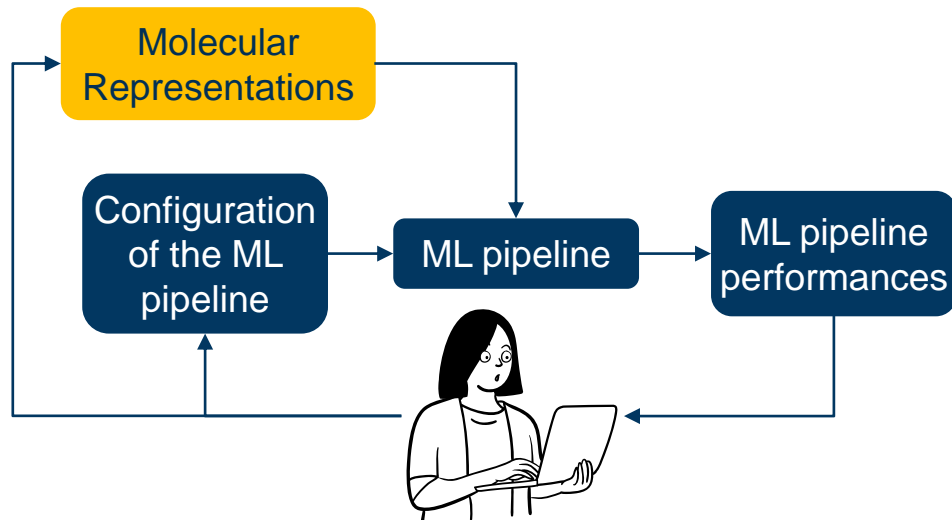 Molecular
Representations
Configuration
of the ML
pipeline
ML pipeline
ML pipeline
performances